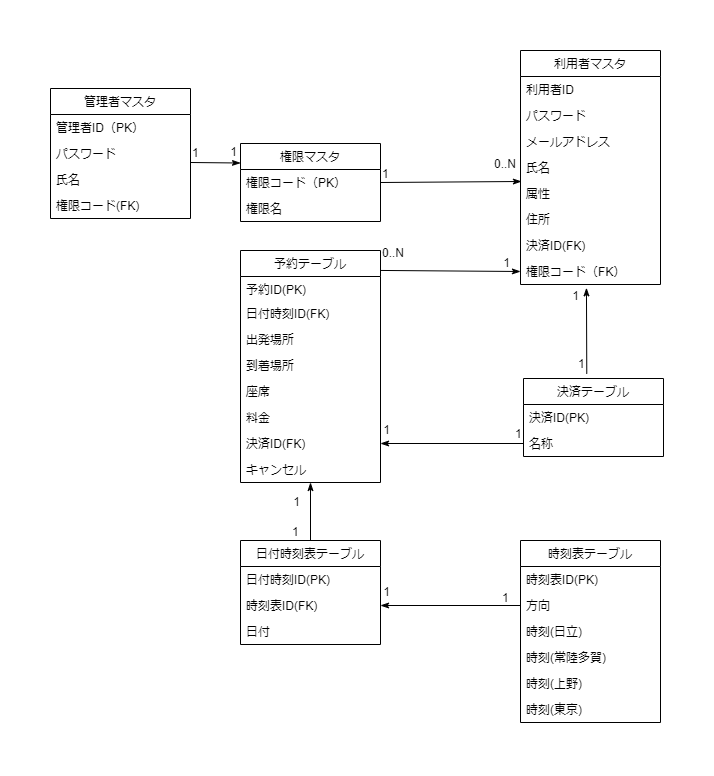 管理者マスタ
管理者ID（PK）
パスワード
氏名
権限コード(FK)
1
1
権限マスタ
権限コード（PK）
権限名
1
0..N
利用者マスタ
利用者ID
パスワード
メールアドレス
氏名
属性
住所
決済ID(FK)
権限コード（FK）
0..N
1
予約テーブル
予約ID(PK)
日付時刻ID(FK)
出発場所
到着場所
座席
料金
決済ID(FK)
キャンセル
1
1
決済テーブル
決済ID(PK)
名称
1
1
1
1
日付時刻表テーブル
日付時刻ID(PK)
時刻表ID(FK)
日付
1
1
時刻表テーブル
時刻表ID(PK)
方向
時刻(日立)
時刻(常陸多賀)
時刻(上野)
時刻(東京)